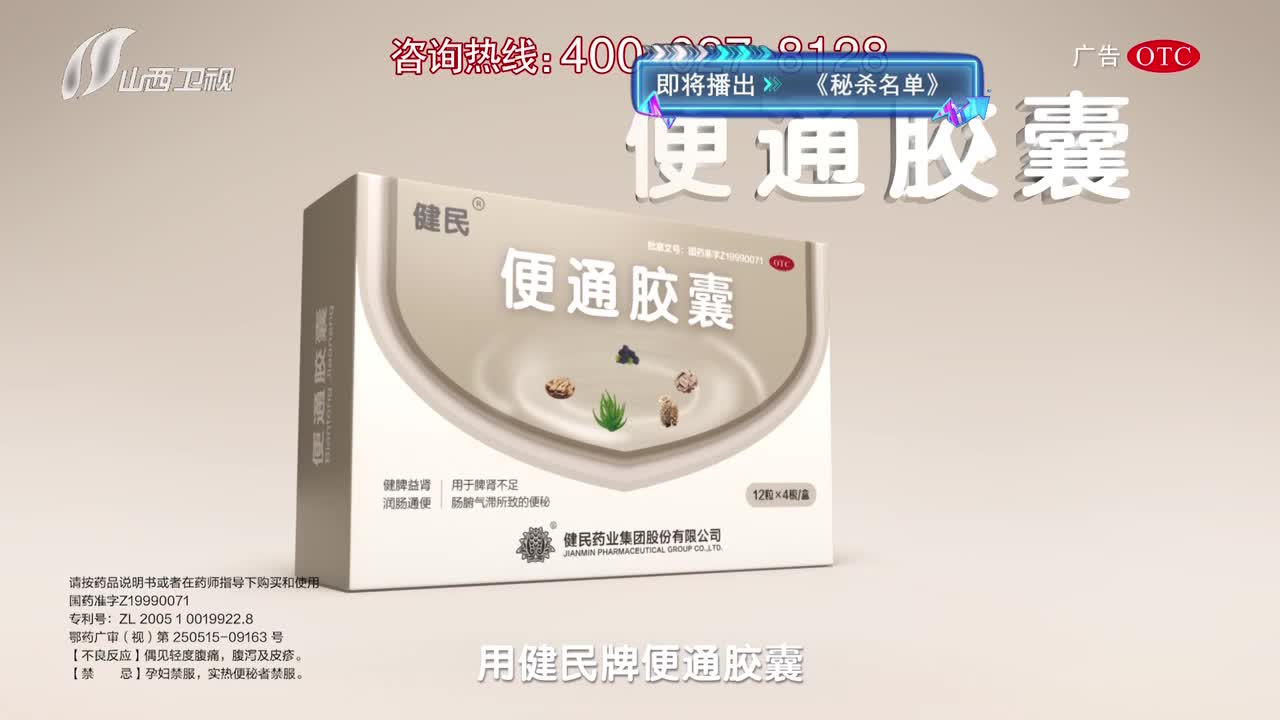 山西卫视
咨询热线：400-027-8128
广告 OTC
即将播出 《秘杀名单》
便通胶囊
健民®
批准文号：国药准字Z19990071 OTC
便通胶囊
便通胶囊
Biantong Jiaonang
健脾益肾
润肠通便
用于脾肾不足
肠腑气滞所致的便秘
12粒×4板/盒
健民药业集团股份有限公司
JIANMIN PHARMACEUTICAL GROUP CO.,LTD.
请按药品说明书或者在药师指导下购买和使用
国药准字Z19990071
专利号：ZL 2005 1 0019922.8
鄂药广审（视）第 250515-09163 号
【不良反应】偶见轻度腹痛，腹泻及皮疹。
【禁 忌】孕妇禁服，实热便秘者禁服。
用健民牌便通胶囊